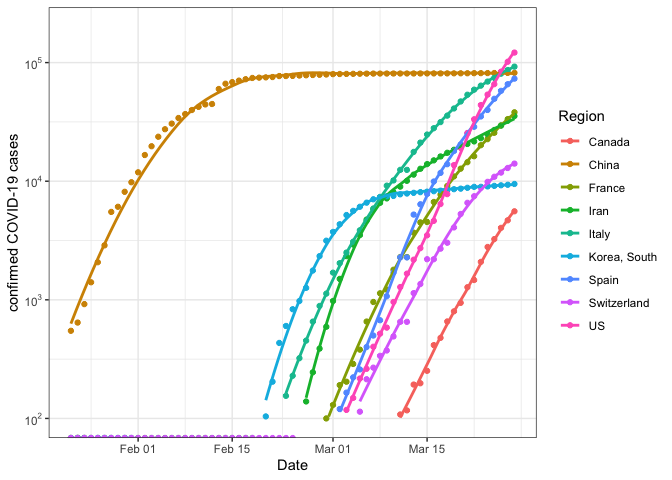 confirmed COVID-19 cases
10^5
10^4
10^3
10^2
Feb 01 Feb 15 Mar 01 Mar 15
Date
Region
Canada
China
France
Iran
Italy
Korea, South
Spain
Switzerland
US